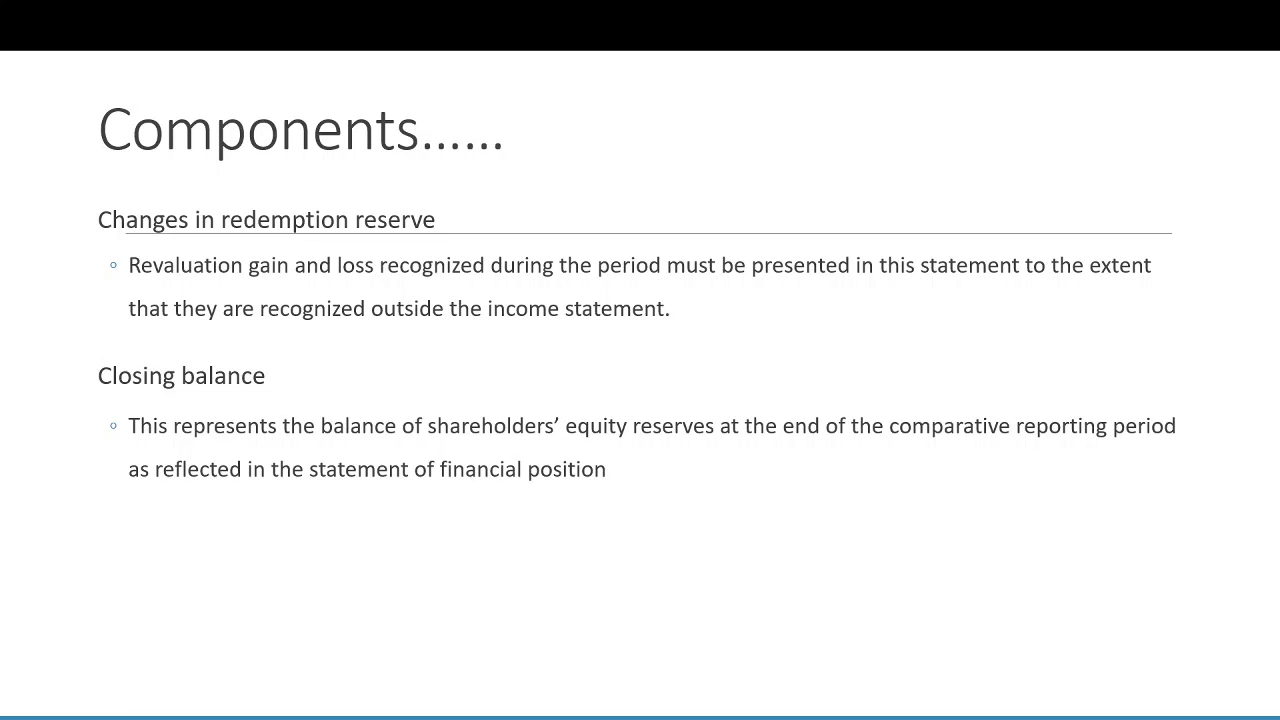 Components……
Changes in redemption reserve
◦ Revaluation gain and loss recognized during the period must be presented in this statement to the extent
that they are recognized outside the income statement.
Closing balance
◦ This represents the balance of shareholders’ equity reserves at the end of the comparative reporting period
as reflected in the statement of financial position